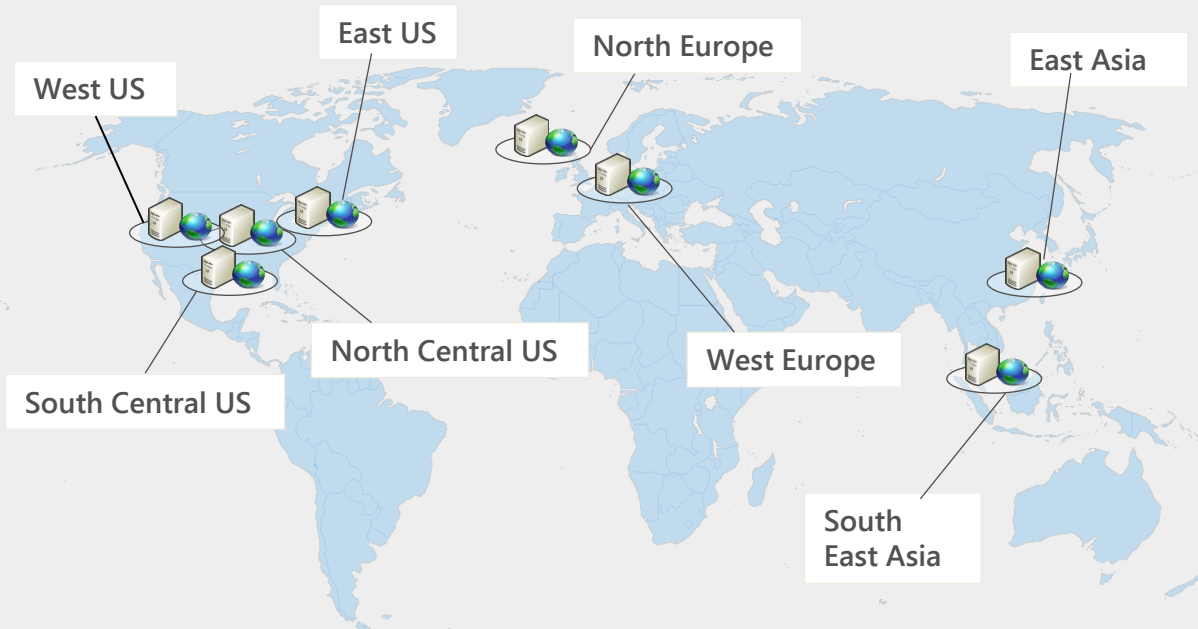 East US
North Europe
East Asia
West US
North Central US
West Europe
South Central US
South
East Asia